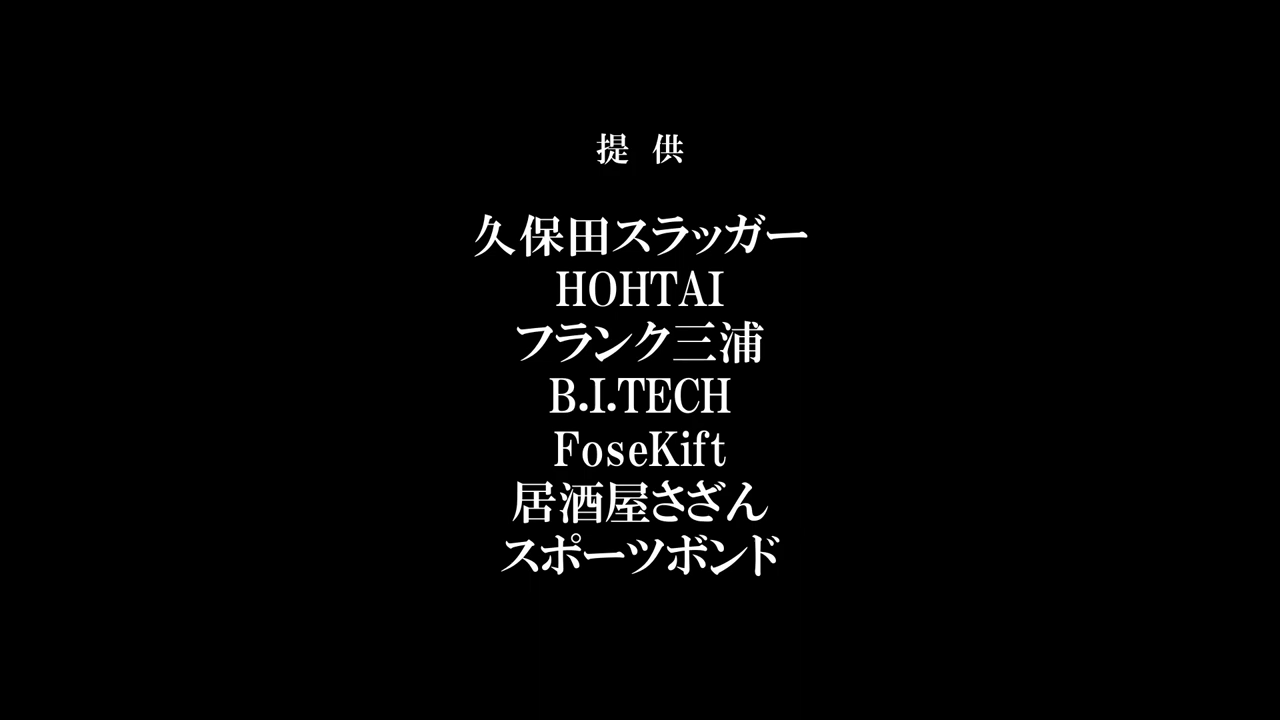 提 供
久保田スラッガー
HOHTAI
フランク三浦
B.I.TECH
FoseKift
居酒屋さざん
スポーツボンド